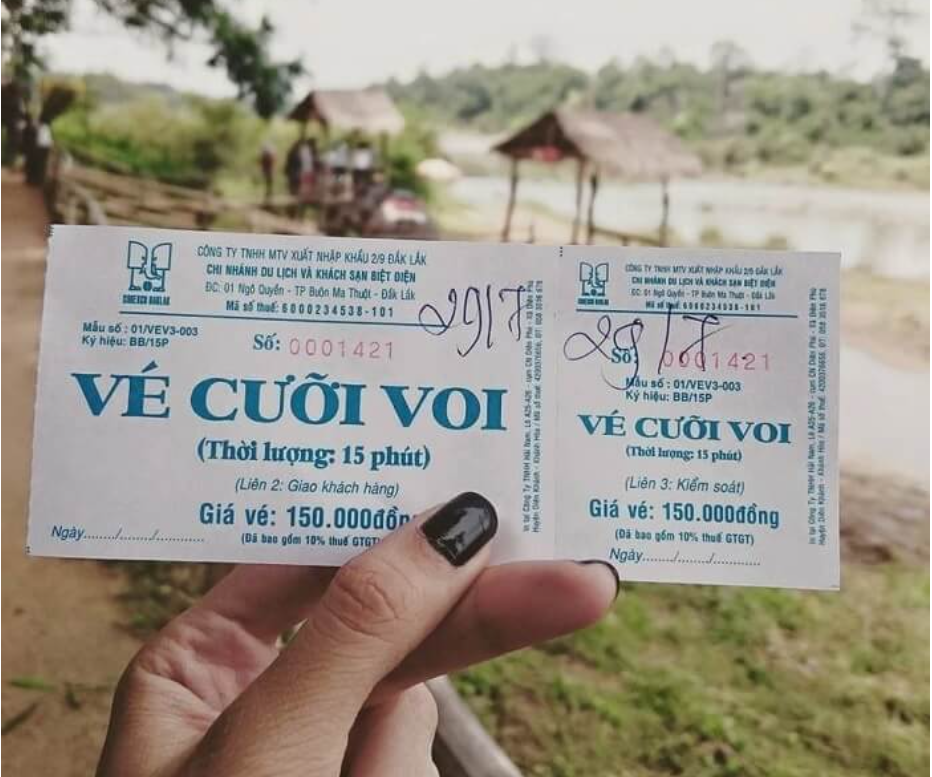 CÔNG TY TNHH MTV XUẤT NHẬP KHẨU 2/9 ĐẮK LẮK
CHI NHÁNH DU LỊCH VÀ KHÁCH SẠN BIỆT ĐIỆN
ĐC: 01 Ngô Quyền - TP Buôn Ma Thuột - Đắk Lắk
Mã số thuế: 6000234538-101
29/7
Mẫu số : 01/VEV3-003
Ký hiệu: BB/15P
Số: 0001421
VÉ CƯỠI VOI
(Thời lượng: 15 phút)
(Liên 2: Giao khách hàng)
Giá vé: 150.000đồng
(Đã bao gồm 10% thuế GTGT)
Ngày......../......../............
CÔNG TY TNHH MTV XUẤT NHẬP KHẨU 2/9 ĐẮK LẮK
CHI NHÁNH DU LỊCH VÀ KHÁCH SẠN BIỆT ĐIỆN
ĐC: 01 Ngô Quyền - TP Buôn Ma Thuột - Đắk Lắk
Mã số thuế: 6000234538-101
29/7
Số 0001421
Mẫu số : 01/VEV3-003
Ký hiệu: BB/15P
VÉ CƯỠI VOI
(Thời lượng: 15 phút)
(Liên 3: Kiểm soát)
Giá vé: 150.000đồng
(Đã bao gồm 10% thuế GTGT)
Ngày......../......../............